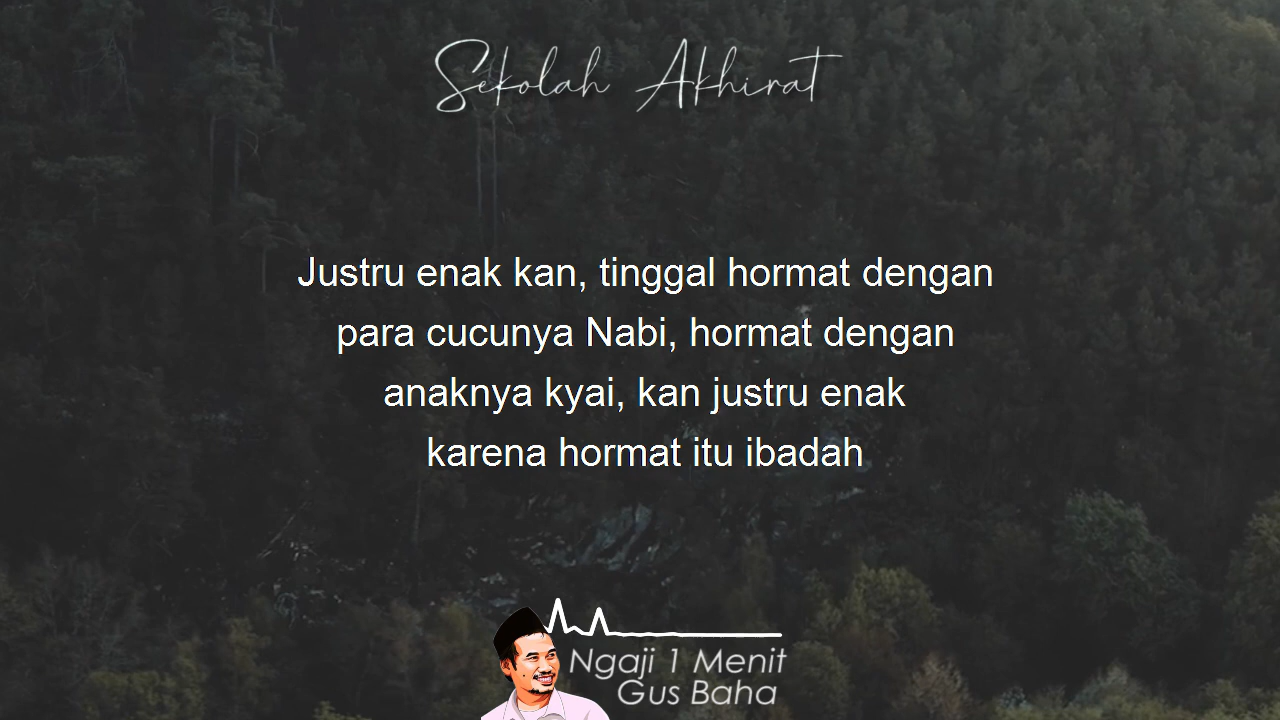 Sekolah Akhirat
Justru enak kan, tinggal hormat dengan
para cucunya Nabi, hormat dengan
anaknya kyai, kan justru enak
karena hormat itu ibadah
Ngaji 1 Menit
Gus Baha